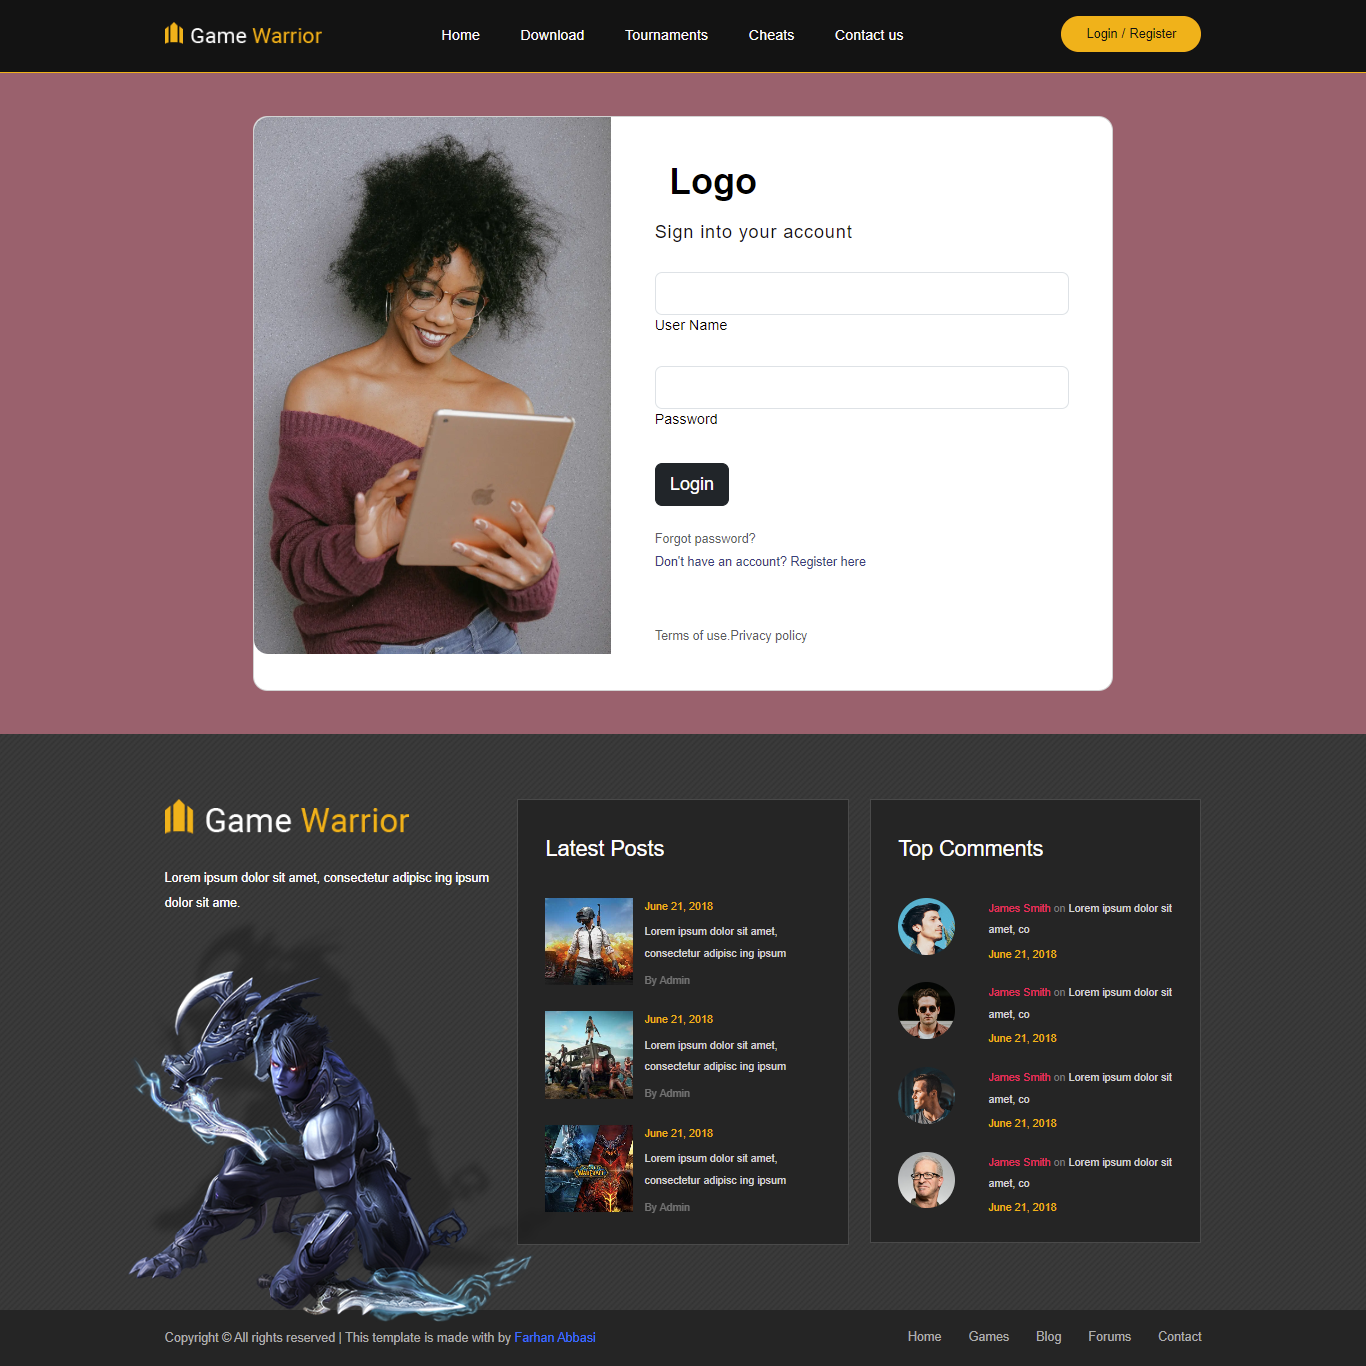 Game Warrior
Home
Download
Tournaments
Cheats
Contact us
Login / Register
Logo
Sign into your account
User Name
Password
Login
Forgot password?
Don't have an account? Register here
Terms of use.Privacy policy
Game Warrior
Lorem ipsum dolor sit amet, consectetur adipisc ing ipsum
dolor sit ame.
Latest Posts
June 21, 2018
Lorem ipsum dolor sit amet,
consectetur adipisc ing ipsum
By Admin
June 21, 2018
Lorem ipsum dolor sit amet,
consectetur adipisc ing ipsum
By Admin
June 21, 2018
Lorem ipsum dolor sit amet,
consectetur adipisc ing ipsum
By Admin
Top Comments
James Smith on Lorem ipsum dolor sit
amet, co
June 21, 2018
James Smith on Lorem ipsum dolor sit
amet, co
June 21, 2018
James Smith on Lorem ipsum dolor sit
amet, co
June 21, 2018
James Smith on Lorem ipsum dolor sit
amet, co
June 21, 2018
Copyright © All rights reserved | This template is made with by Farhan Abbasi
Home
Games
Blog
Forums
Contact